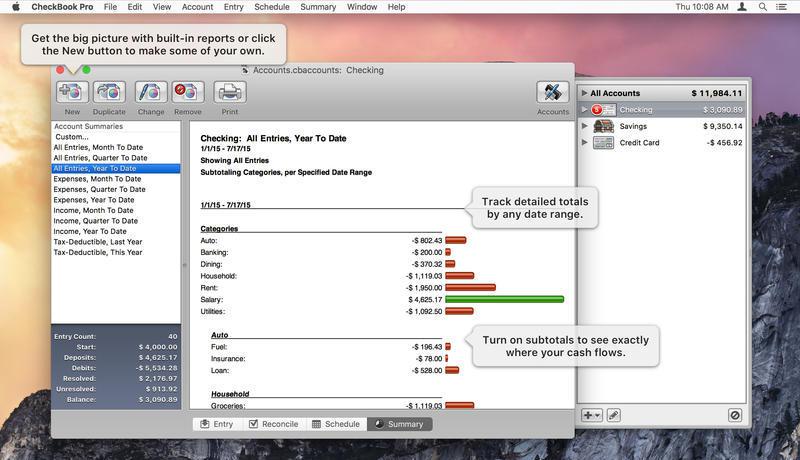 CheckBook Pro File Edit View Account Entry Schedule Summary Window Help Thu 10:08 AM
Get the big picture with built-in reports or click
the New button to make some of your own.
Accounts.cbaccounts: Checking
New Duplicate Change Remove Print Accounts
Account Summaries
Custom...
All Entries, Month To Date
All Entries, Quarter To Date
All Entries, Year To Date
Expenses, Month To Date
Expenses, Quarter To Date
Expenses, Year To Date
Income, Month To Date
Income, Quarter To Date
Income, Year To Date
Tax-Deductible, Last Year
Tax-Deductible, This Year
Entry Count: 40
Start: $ 4,000.00
Deposits: $ 4,625.17
Debits: -$ 5,534.28
Resolved: $ 2,176.97
Unresolved: $ 913.92
Balance: $ 3,090.89
Checking: All Entries, Year To Date
1/1/15 - 7/17/15
Showing All Entries
Subtotaling Categories, per Specified Date Range
1/1/15 - 7/17/15
Track detailed totals
by any date range.
Categories
Auto: -$ 802.43
Banking: -$ 200.00
Dining: -$ 370.32
Household: -$ 1,119.03
Rent: -$ 1,950.00
Salary: $ 4,625.17
Utilities: -$ 1,092.50
Auto
Fuel: -$ 196.43
Insurance: -$ 78.00
Loan: -$ 528.00
Turn on subtotals to see exactly
where your cash flows.
Household
Groceries: -$ 1,119.03
Entry Reconcile Schedule Summary
All Accounts $ 11,984.11
Checking $ 3,090.89
Savings $ 9,350.14
Credit Card -$ 456.92